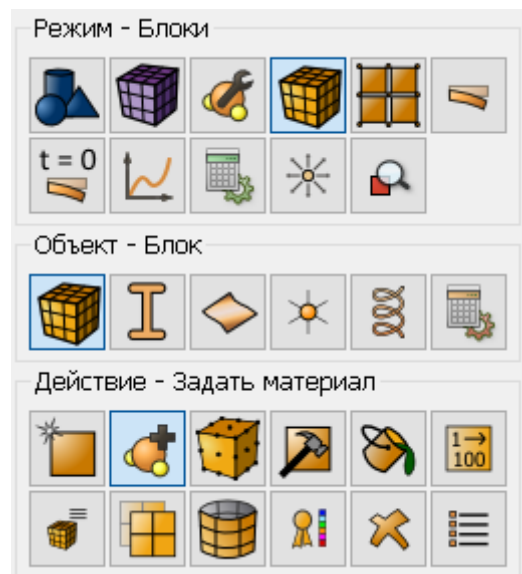 Режим - Блоки
t = 0
Объект - Блок
Действие - Задать материал
1→
100